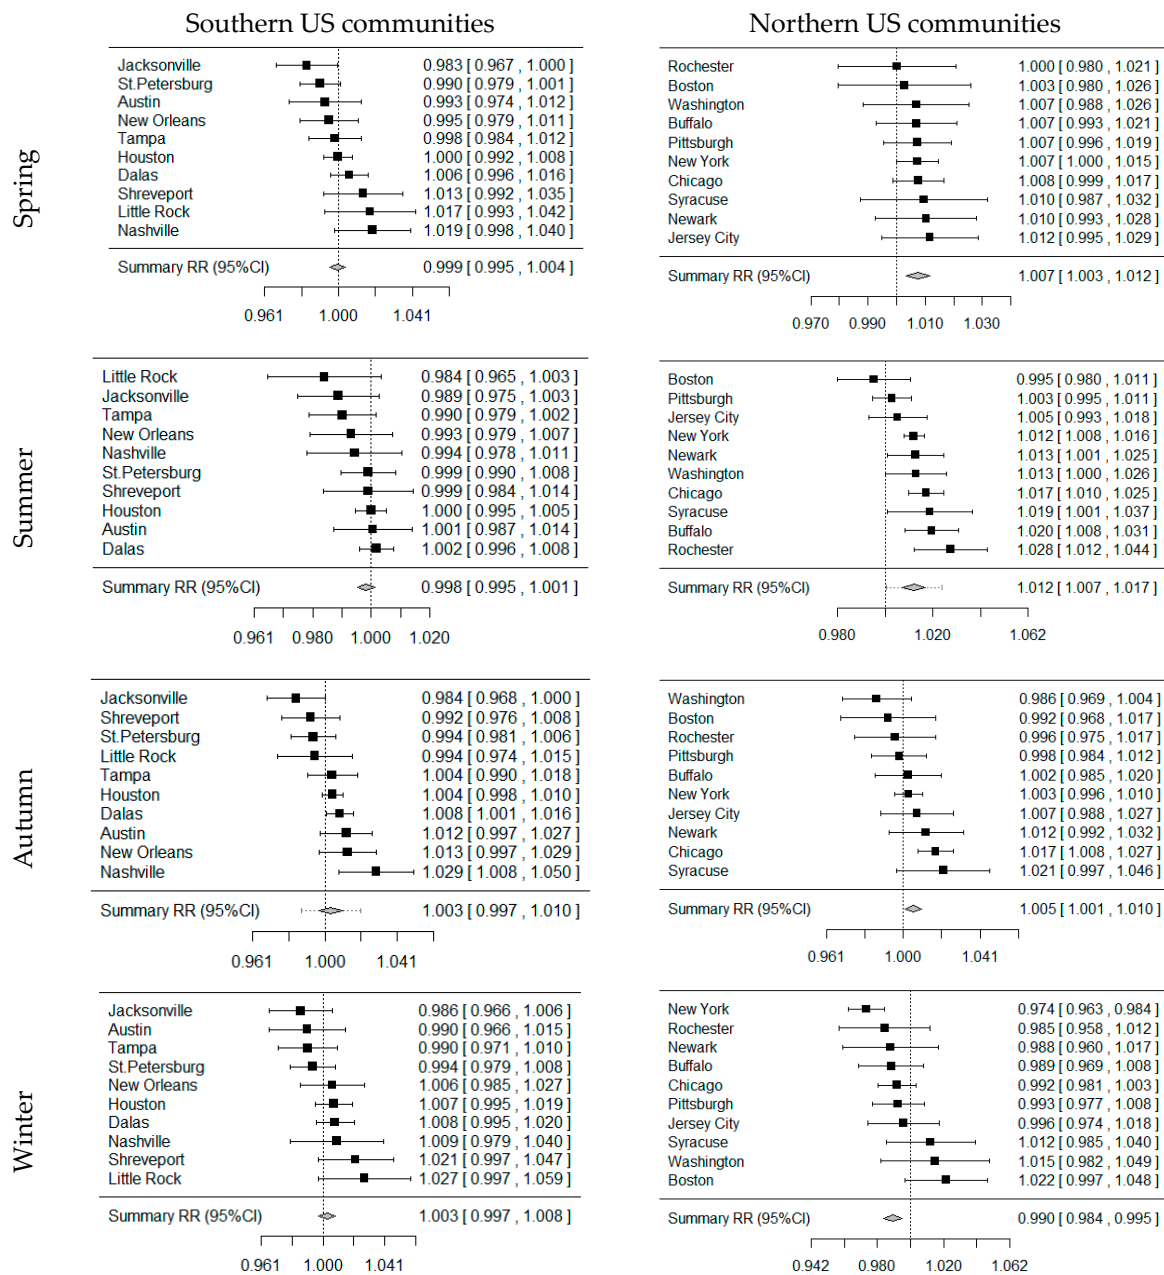 Southern US communities
Northern US communities
Spring
Jacksonville 0.983 [ 0.967 , 1.000 ]
St.Petersburg 0.990 [ 0.979 , 1.001 ]
Austin 0.993 [ 0.974 , 1.012 ]
New Orleans 0.995 [ 0.979 , 1.011 ]
Tampa 0.998 [ 0.984 , 1.012 ]
Houston 1.000 [ 0.992 , 1.008 ]
Dalas 1.006 [ 0.996 , 1.016 ]
Shreveport 1.013 [ 0.992 , 1.035 ]
Little Rock 1.017 [ 0.993 , 1.042 ]
Nashville 1.019 [ 0.998 , 1.040 ]
Summary RR (95%CI) 0.999 [ 0.995 , 1.004 ]
0.961 1.000 1.041
Rochester 1.000 [ 0.980 , 1.021 ]
Boston 1.003 [ 0.980 , 1.026 ]
Washington 1.007 [ 0.988 , 1.026 ]
Buffalo 1.007 [ 0.993 , 1.021 ]
Pittsburgh 1.007 [ 0.996 , 1.019 ]
New York 1.007 [ 1.000 , 1.015 ]
Chicago 1.008 [ 0.999 , 1.017 ]
Syracuse 1.010 [ 0.987 , 1.032 ]
Newark 1.010 [ 0.993 , 1.028 ]
Jersey City 1.012 [ 0.995 , 1.029 ]
Summary RR (95%CI) 1.007 [ 1.003 , 1.012 ]
0.970 0.990 1.010 1.030
Summer
Little Rock 0.984 [ 0.965 , 1.003 ]
Jacksonville 0.989 [ 0.975 , 1.003 ]
Tampa 0.990 [ 0.979 , 1.002 ]
New Orleans 0.993 [ 0.979 , 1.007 ]
Nashville 0.994 [ 0.978 , 1.011 ]
St.Petersburg 0.999 [ 0.990 , 1.008 ]
Shreveport 0.999 [ 0.984 , 1.014 ]
Houston 1.000 [ 0.995 , 1.005 ]
Austin 1.001 [ 0.987 , 1.014 ]
Dalas 1.002 [ 0.996 , 1.008 ]
Summary RR (95%CI) 0.998 [ 0.995 , 1.001 ]
0.961 0.980 1.000 1.020
Boston 0.995 [ 0.980 , 1.011 ]
Pittsburgh 1.003 [ 0.995 , 1.011 ]
Jersey City 1.005 [ 0.993 , 1.018 ]
New York 1.012 [ 1.008 , 1.016 ]
Newark 1.013 [ 1.001 , 1.025 ]
Washington 1.013 [ 1.000 , 1.026 ]
Chicago 1.017 [ 1.010 , 1.025 ]
Syracuse 1.019 [ 1.001 , 1.037 ]
Buffalo 1.020 [ 1.008 , 1.031 ]
Rochester 1.028 [ 1.012 , 1.044 ]
Summary RR (95%CI) 1.012 [ 1.007 , 1.017 ]
0.980 1.020 1.062
Autumn
Jacksonville 0.984 [ 0.968 , 1.000 ]
Shreveport 0.992 [ 0.976 , 1.008 ]
St.Petersburg 0.994 [ 0.981 , 1.006 ]
Little Rock 0.994 [ 0.974 , 1.015 ]
Tampa 1.004 [ 0.990 , 1.018 ]
Houston 1.004 [ 0.998 , 1.010 ]
Dalas 1.008 [ 1.001 , 1.016 ]
Austin 1.012 [ 0.997 , 1.027 ]
New Orleans 1.013 [ 0.997 , 1.029 ]
Nashville 1.029 [ 1.008 , 1.050 ]
Summary RR (95%CI) 1.003 [ 0.997 , 1.010 ]
0.961 1.000 1.041
Washington 0.986 [ 0.969 , 1.004 ]
Boston 0.992 [ 0.968 , 1.017 ]
Rochester 0.996 [ 0.975 , 1.017 ]
Pittsburgh 0.998 [ 0.984 , 1.012 ]
Buffalo 1.002 [ 0.985 , 1.020 ]
New York 1.003 [ 0.996 , 1.010 ]
Jersey City 1.007 [ 0.988 , 1.027 ]
Newark 1.012 [ 0.992 , 1.032 ]
Chicago 1.017 [ 1.008 , 1.027 ]
Syracuse 1.021 [ 0.997 , 1.046 ]
Summary RR (95%CI) 1.005 [ 1.001 , 1.010 ]
0.961 1.000 1.041
Winter
Jacksonville 0.986 [ 0.966 , 1.006 ]
Austin 0.990 [ 0.966 , 1.015 ]
Tampa 0.990 [ 0.971 , 1.010 ]
St.Petersburg 0.994 [ 0.979 , 1.008 ]
New Orleans 1.006 [ 0.985 , 1.027 ]
Houston 1.007 [ 0.995 , 1.019 ]
Dalas 1.008 [ 0.995 , 1.020 ]
Nashville 1.009 [ 0.979 , 1.040 ]
Shreveport 1.021 [ 0.997 , 1.047 ]
Little Rock 1.027 [ 0.997 , 1.059 ]
Summary RR (95%CI) 1.003 [ 0.997 , 1.008 ]
0.961 1.000 1.041
New York 0.974 [ 0.963 , 0.984 ]
Rochester 0.985 [ 0.958 , 1.012 ]
Newark 0.988 [ 0.960 , 1.017 ]
Buffalo 0.989 [ 0.969 , 1.008 ]
Chicago 0.992 [ 0.981 , 1.003 ]
Pittsburgh 0.993 [ 0.977 , 1.008 ]
Jersey City 0.996 [ 0.974 , 1.018 ]
Syracuse 1.012 [ 0.985 , 1.040 ]
Washington 1.015 [ 0.982 , 1.049 ]
Boston 1.022 [ 0.997 , 1.048 ]
Summary RR (95%CI) 0.990 [ 0.984 , 0.995 ]
0.942 0.980 1.020 1.062